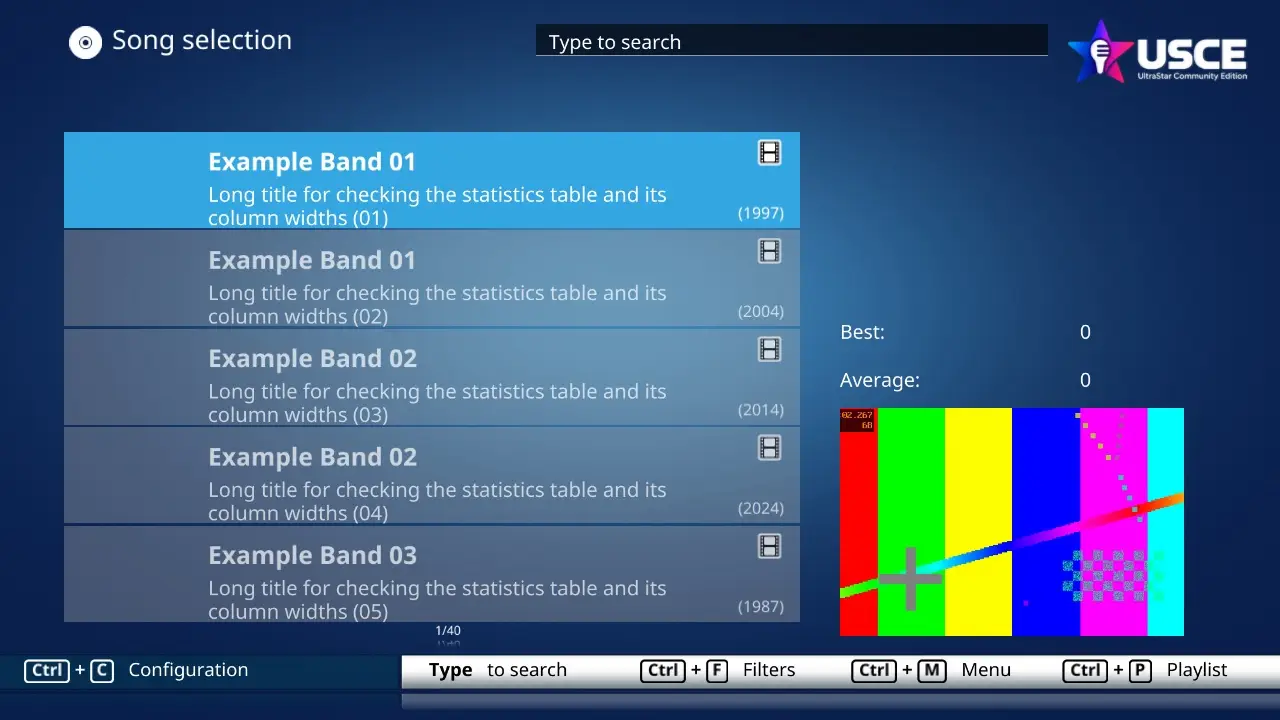 Song selection
Type to search
USCE
UltraStar Community Edition
Example Band 01
Long title for checking the statistics table and its
column widths (01)
(1997)
Example Band 01
Long title for checking the statistics table and its
column widths (02)
(2004)
Example Band 02
Long title for checking the statistics table and its
column widths (03)
(2014)
Example Band 02
Long title for checking the statistics table and its
column widths (04)
(2024)
Example Band 03
Long title for checking the statistics table and its
column widths (05)
(1987)
1/40
Best: 0
Average: 0
02.267
68
Ctrl + C Configuration
Type to search
Ctrl + F Filters
Ctrl + M Menu
Ctrl + P Playlist